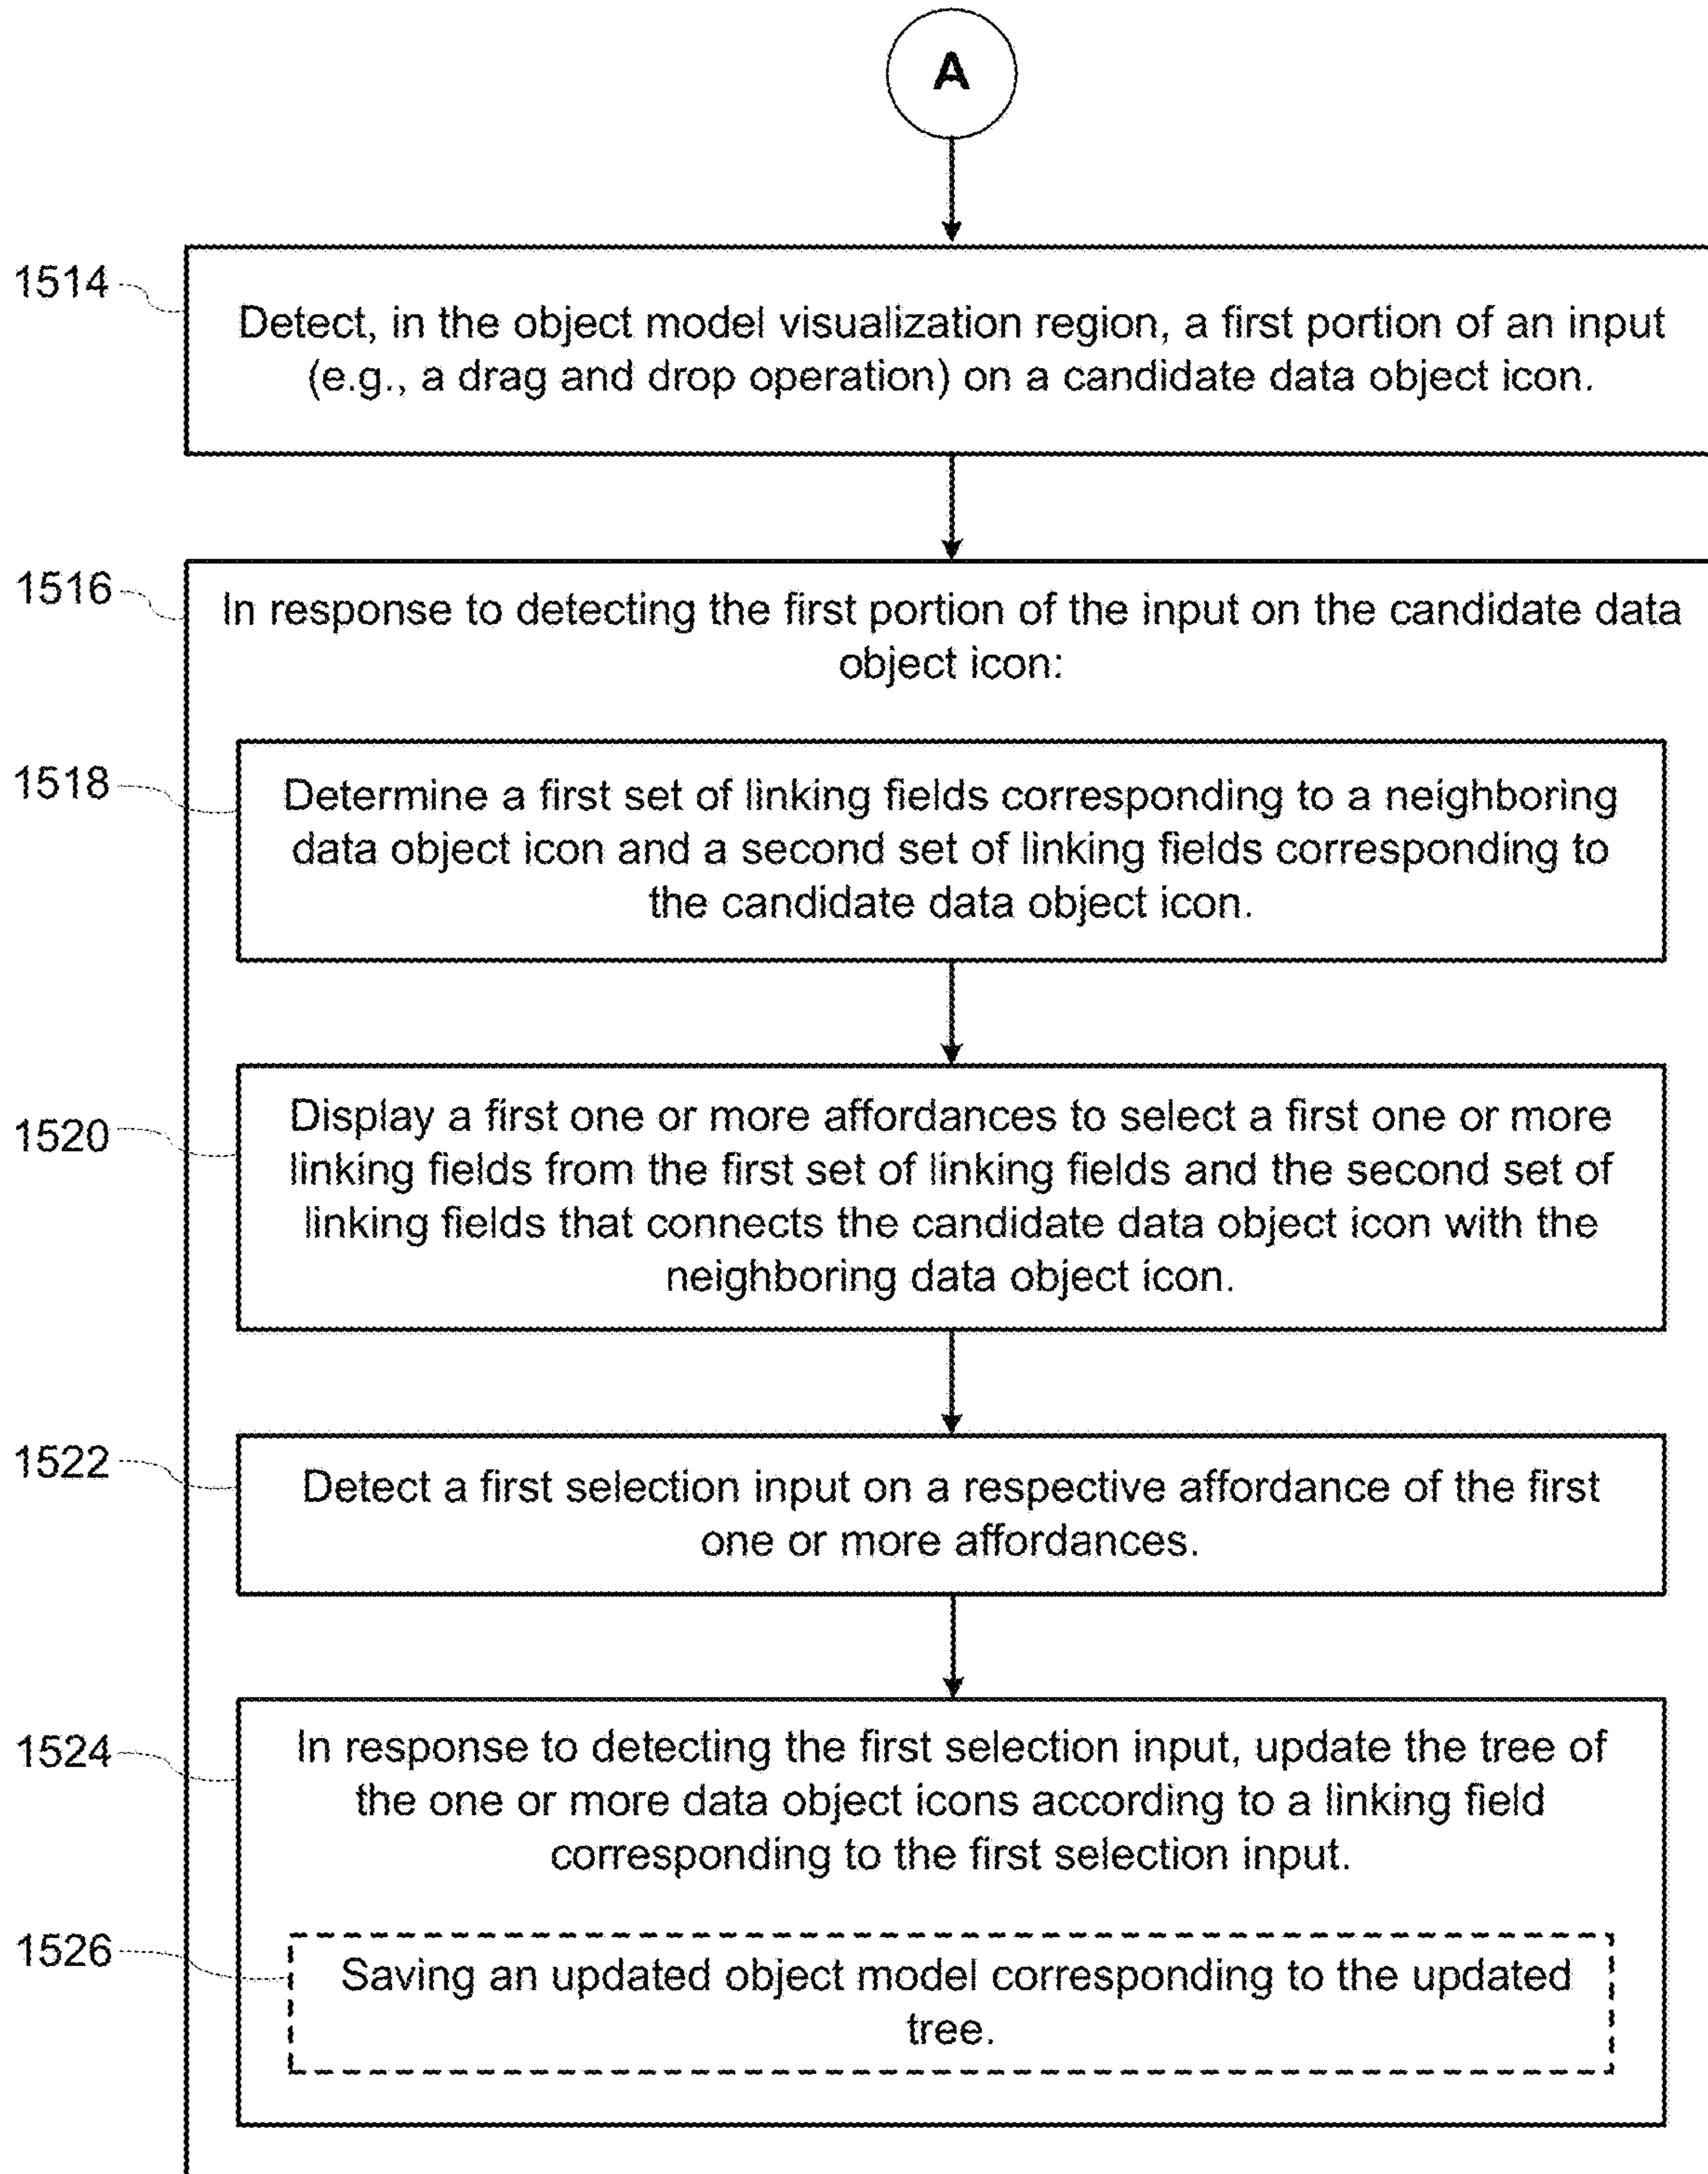 A
1514
Detect, in the object model visualization region, a first portion of an input
(e.g., a drag and drop operation) on a candidate data object icon.
1516
In response to detecting the first portion of the input on the candidate data
object icon:
1518
Determine a first set of linking fields corresponding to a neighboring
data object icon and a second set of linking fields corresponding to
the candidate data object icon.
1520
Display a first one or more affordances to select a first one or more
linking fields from the first set of linking fields and the second set of
linking fields that connects the candidate data object icon with the
neighboring data object icon.
1522
Detect a first selection input on a respective affordance of the first
one or more affordances.
1524
In response to detecting the first selection input, update the tree of
the one or more data object icons according to a linking field
corresponding to the first selection input.
1526
Saving an updated object model corresponding to the updated
tree.